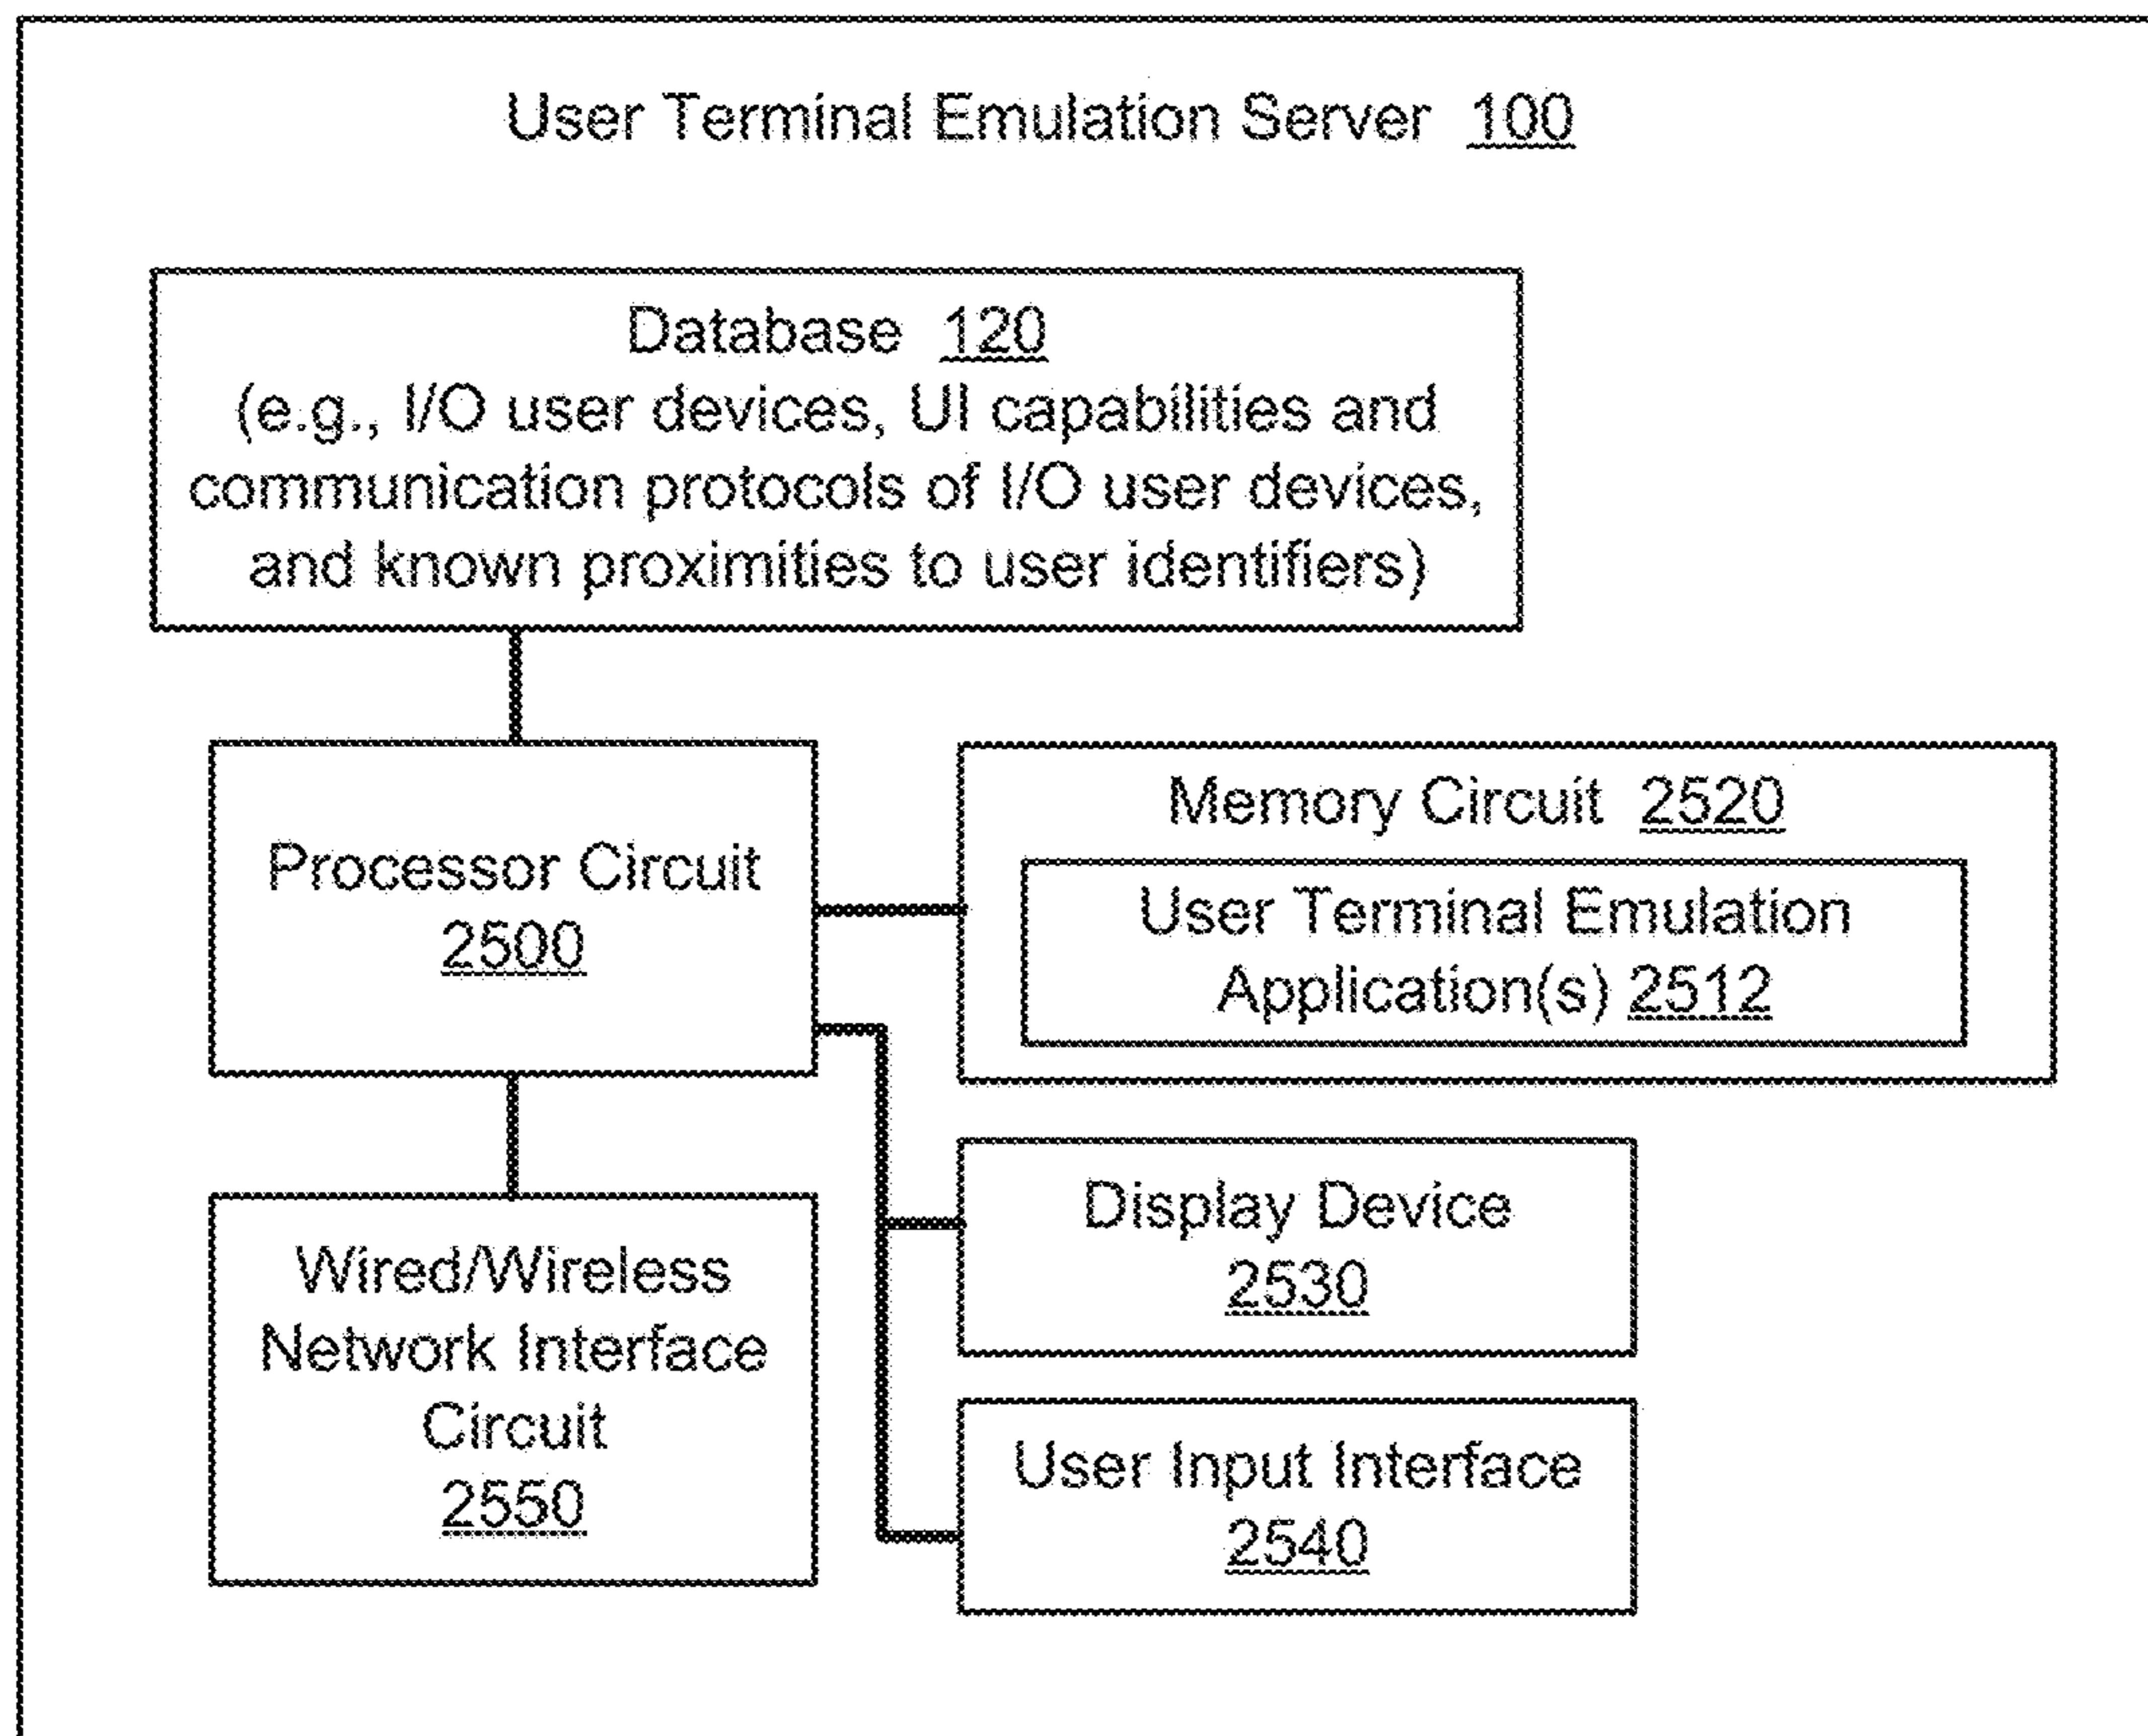 User Terminal Emulation Server 100
Database 120
(e.g., I/O user devices, UI capabilities and
communication protocols of I/O user devices,
and known proximities to user identifiers)
Processor Circuit
2500
Memory Circuit 2520
User Terminal Emulation
Application(s) 2512
Wired/Wireless
Network Interface
Circuit
2550
Display Device
2530
User Input Interface
2540